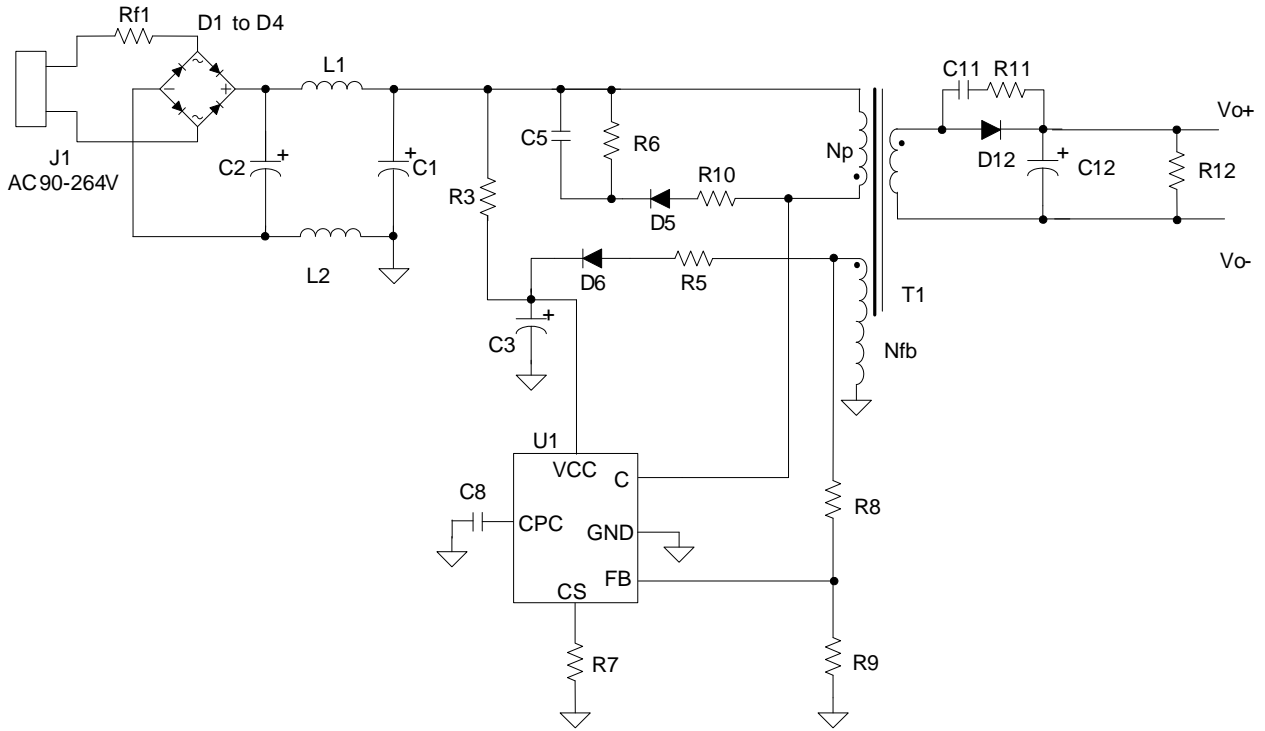 Rf1
D1 to D4
~
+
~
J1
AC 90-264V
L1
C2
+
+
C1
L2
R3
C5
R6
R10
D5
Np
D6
R5
C3
+
T1
Nfb
C11
R11
D12
+
C12
R12
Vo+
Vo-
U1
VCC
C
C8
CPC
GND
FB
CS
R7
R8
R9